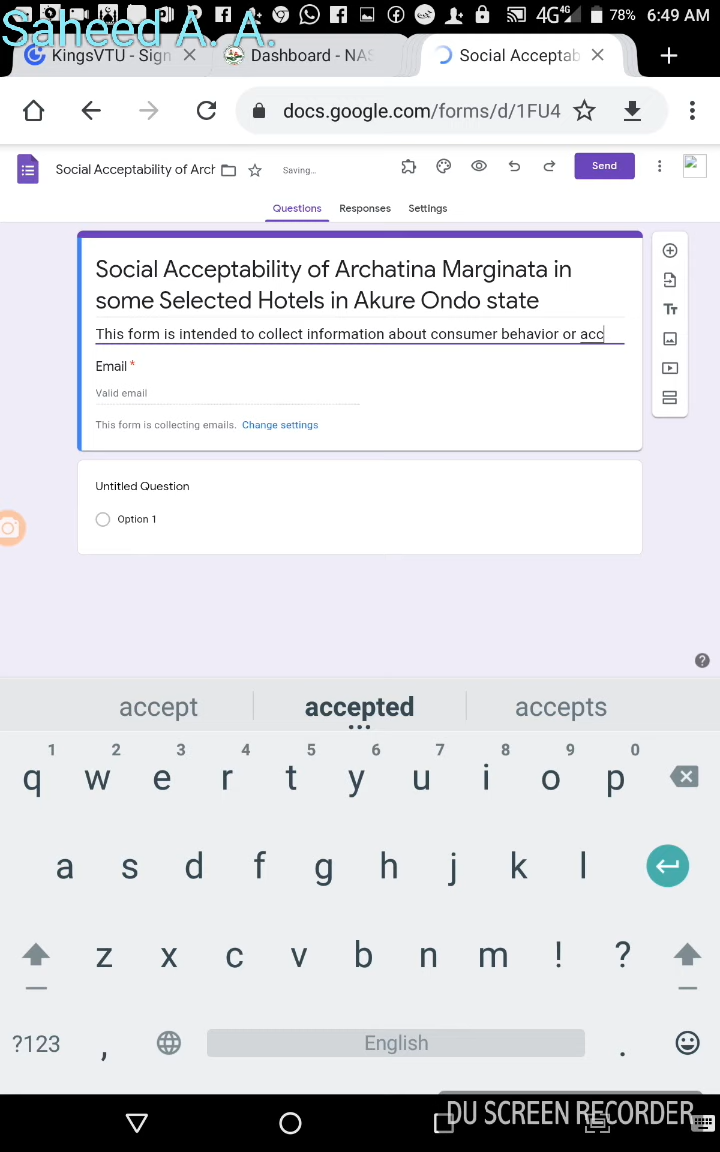 Saheed A. A.
4G 78% 6:49 AM
KingsVTU - Sign
Dashboard - NAS
Social Acceptab
docs.google.com/forms/d/1FU4
Social Acceptability of Arch
Saving...
Send
Questions Responses Settings
Social Acceptability of Archatina Marginata in
some Selected Hotels in Akure Ondo state
This form is intended to collect information about consumer behavior or acc
Email *
Valid email
This form is collecting emails. Change settings
Untitled Question
Option 1
accept accepted accepts
1 2 3 4 5 6 7 8 9 0
q w e r t y u i o p
a s d f g h j k l
z x c v b n m ! ?
?123 , English .
DU SCREEN RECORDER